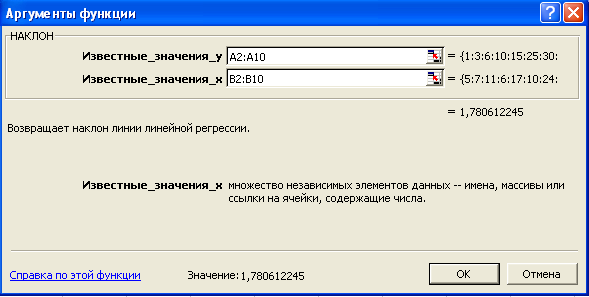 Аргументы функции
НАКЛОН
Известные_значения_y A2:A10 = {1:3:6:10:15:25:30:
Известные_значения_x B2:B10 = {5:7:11:6:17:10:24:
= 1,780612245
Возвращает наклон линии линейной регрессии.
Известные_значения_x множество независимых элементов данных -- имена, массивы или
ссылки на ячейки, содержащие числа.
Справка по этой функции Значение:1,780612245 ОК Отмена